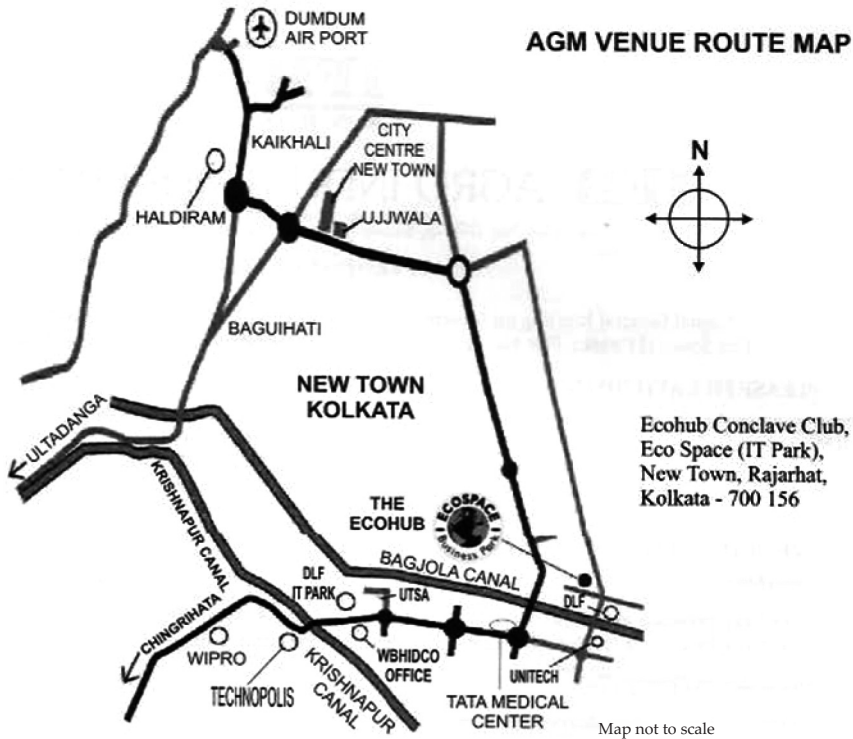 DUMDUM
AIR PORT
AGM VENUE ROUTE MAP
KAIKHALI
CITY
CENTRE
NEW TOWN
N
HALDIRAM
UJJWALA
BAGUIHATI
NEW TOWN
KOLKATA
ULTADANGA
Ecohub Conclave Club,
Eco Space (IT Park),
New Town, Rajarhat,
Kolkata - 700 156
KRISHNAPUR CANAL
THE
ECOHUB
ECOSPACE
Business Park
BAGJOLA CANAL
DLF
IT PARK
UTSA
DLF
CHINGRIHATA
WIPRO
TECHNOPOLIS
KRISHNAPUR
CANAL
WBHIDCO
OFFICE
UNITECH
TATA MEDICAL
CENTER
Map not to scale